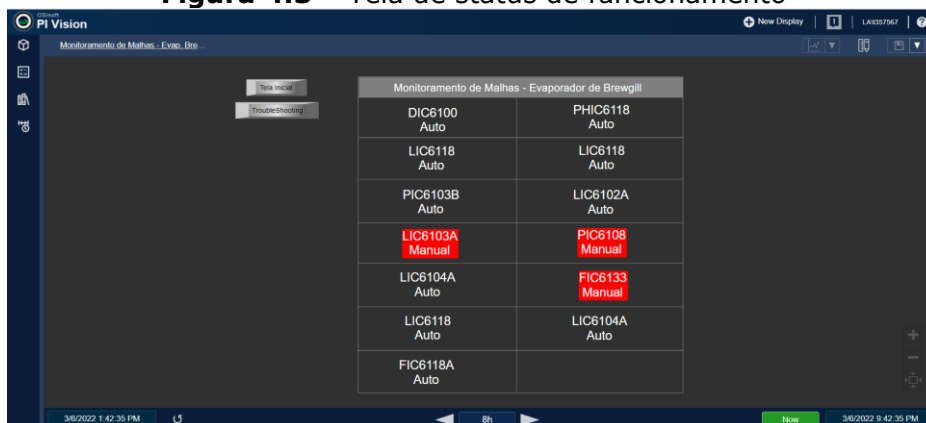 Figura 4.3 – Tela de status de funcionamento
OSIsoft
PI Vision
New Display
LAI357567
Monitoramento de Malhas - Evap. Bre...
Tela Inicial
TroubleShooting
Monitoramento de Malhas - Evaporador de Brewgill
DIC6100
Auto
PHIC6118
Auto
LIC6118
Auto
LIC6118
Auto
PIC6103B
Auto
LIC6102A
Auto
LIC6103A
Manual
PIC6108
Manual
LIC6104A
Auto
FIC6133
Manual
LIC6118
Auto
LIC6104A
Auto
FIC6118A
Auto
3/6/2022 1:42:35 PM
8h
Now
3/6/2022 9:42:35 PM